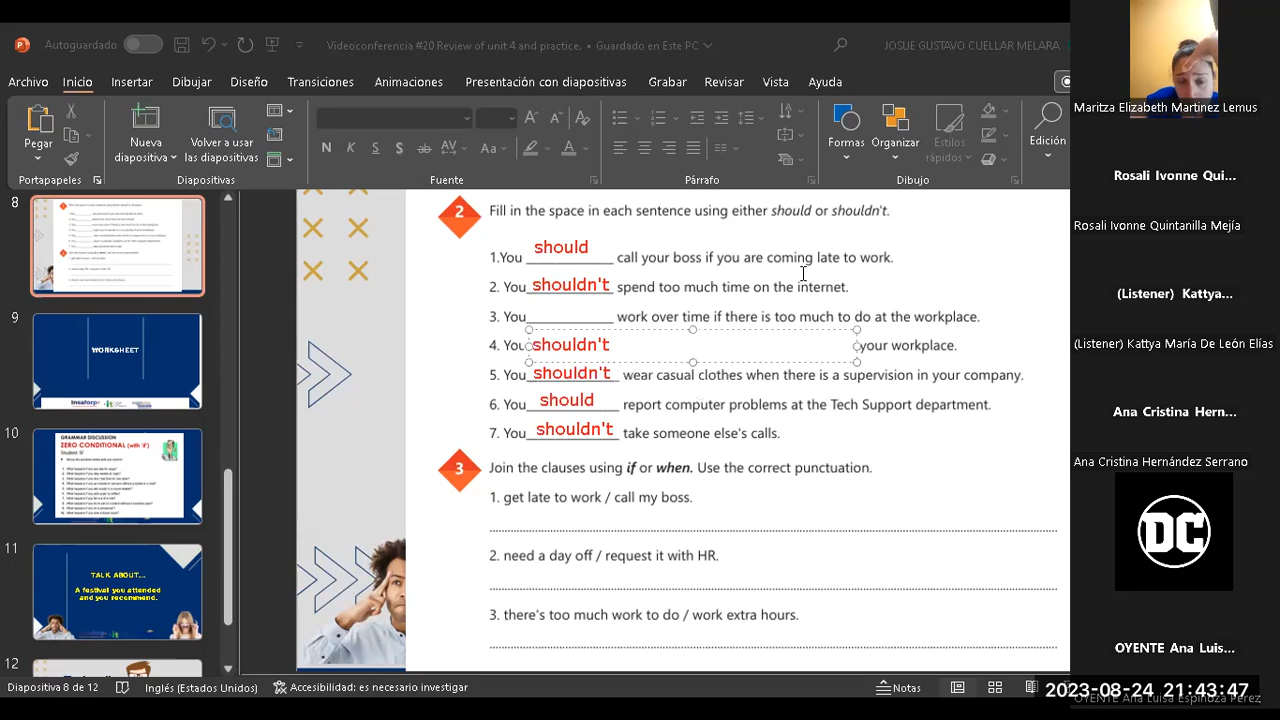 Autoguardado
Videoconferencia #20 Review of unit 4 and practice. • Guardado en Este PC
JOSUE GUSTAVO CUELLAR MELARA
Archivo Inicio Insertar Dibujar Diseño Transiciones Animaciones Presentación con diapositivas Grabar Revisar Vista Ayuda
Pegar
Nueva diapositiva
Volver a usar las diapositivas
Formas
Organizar
Estilos rápidos
Edición
Portapapeles
Diapositivas
Fuente
Párrafo
Dibujo
8
9
WORKSHEET
10
GRAMMAR DISCUSSION
ZERO CONDITIONAL (with 'if')
11
TALK ABOUT...
A festival you attended
and you recommend.
12
2 Fill in the space in each sentence using either should or shouldn't.
1.You should call your boss if you are coming late to work.
2. You shouldn't spend too much time on the internet.
3. You____________ work over time if there is too much to do at the workplace.
4. You shouldn't your workplace.
5. You shouldn't wear casual clothes when there is a supervision in your company.
6. You should report computer problems at the Tech Support department.
7. You shouldn't take someone else's calls.
3 Join the clauses using if or when. Use the correct punctuation.
1. get late to work / call my boss.
2. need a day off / request it with HR.
3. there's too much work to do / work extra hours.
Diapositiva 8 de 12
Inglés (Estados Unidos)
Accesibilidad: es necesario investigar
Notas
Maritza Elizabeth Martinez Lemus
Rosali Ivonne Qui...
Rosali Ivonne Quintanilla Mejia
(Listener) Kattya...
(Listener) Kattya María De León Elías
Ana Cristina Hern...
Ana Cristina Hernández Serrano
DC
OYENTE Ana Luis...
OYENTE Ana Luisa Espinoza Perez
2023-08-24 21:43:47